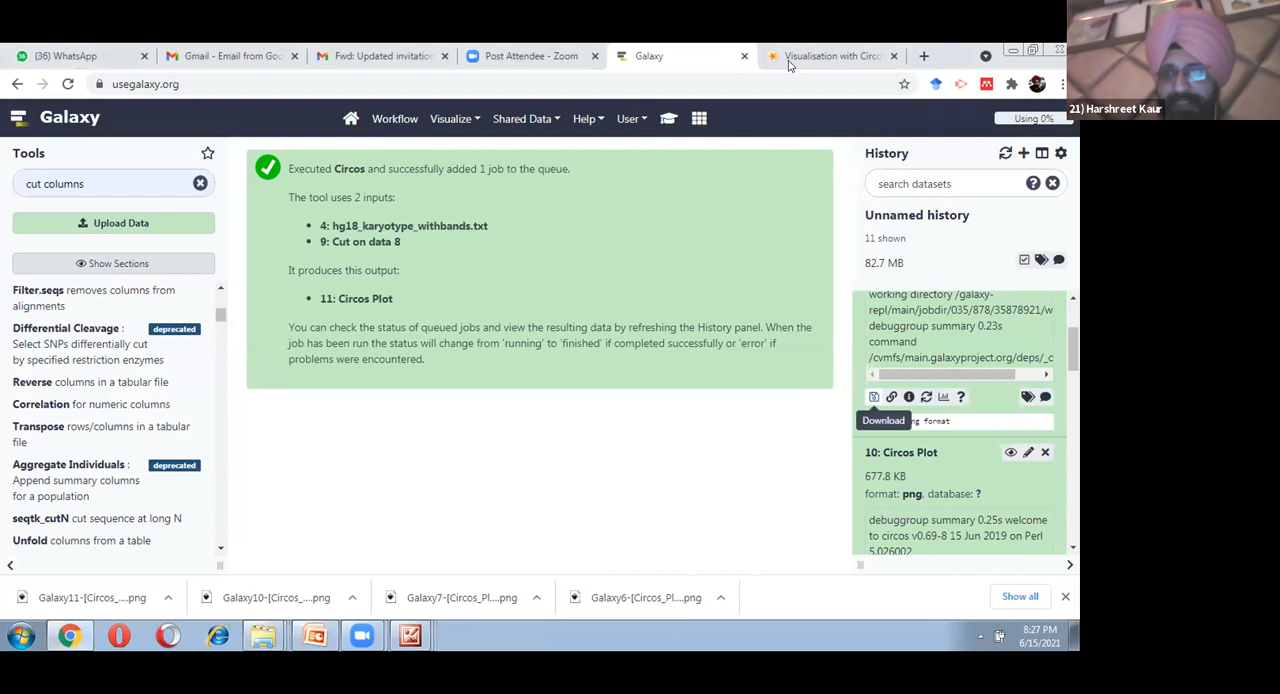 (36) WhatsApp
Gmail - Email from Goo
Fwd: Updated invitation
Post Attendee - Zoom
Galaxy
Visualisation with Circo
usegalaxy.org
21) Harshreet Kaur
Galaxy
Workflow
Visualize
Shared Data
Help
User
Using 0%
Tools
cut columns
Upload Data
Show Sections
Filter.seqs removes columns from
alignments
Differential Cleavage : deprecated
Select SNPs differentially cut
by specified restriction enzymes
Reverse columns in a tabular file
Correlation for numeric columns
Transpose rows/columns in a tabular
file
Aggregate Individuals : deprecated
Append summary columns
for a population
seqtk_cutN cut sequence at long N
Unfold columns from a table
Executed Circos and successfully added 1 job to the queue.
The tool uses 2 inputs:
• 4: hg18_karyotype_withbands.txt
• 9: Cut on data 8
It produces this output:
• 11: Circos Plot
You can check the status of queued jobs and view the resulting data by refreshing the History panel. When the
job has been run the status will change from 'running' to 'finished' if completed successfully or 'error' if
problems were encountered.
History
search datasets
Unnamed history
11 shown
82.7 MB
working directory /galaxy-
repl/main/jobdir/035/878/35878921/w
debuggroup summary 0.23s
command
/cvmfs/main.galaxyproject.org/deps/_c
Download
ng format
10: Circos Plot
677.8 KB
format: png, database: ?
debuggroup summary 0.25s welcome
to circos v0.69-8 15 Jun 2019 on Perl
5.026002
Galaxy11-[Circos_....png
Galaxy10-[Circos_....png
Galaxy7-[Circos_Pl....png
Galaxy6-[Circos_Pl....png
Show all
8:27 PM
6/15/2021